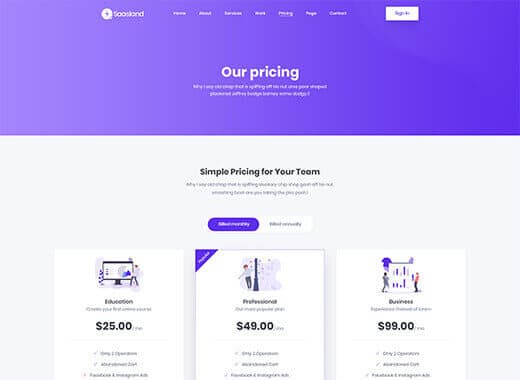 Saasland
Home About Services Work Pricing Page Contact
Sign In
Our pricing
Why I say old chap that is spiffing off his nut arse pear shaped
plastered Jeffrey bodge barney some dodgy.!!
Simple Pricing for Your Team
Why I say old chap that is spiffing chip shop gosh off his nut,
smashing boot are you taking the piss posh
Billed monthly Billed annually
Popular
Education
Create your first online course
$25.00 / mo
Only 2 Operators
Abandoned Cart
Facebook & Instagram Ads
Professional
Our most popular plan
$49.00 / mo
Only 2 Operators
Abandoned Cart
Facebook & Instagram Ads
Business
Experience thirsted of lorem
$99.00 / mo
Only 2 Operators
Abandoned Cart
Facebook & Instagram Ads